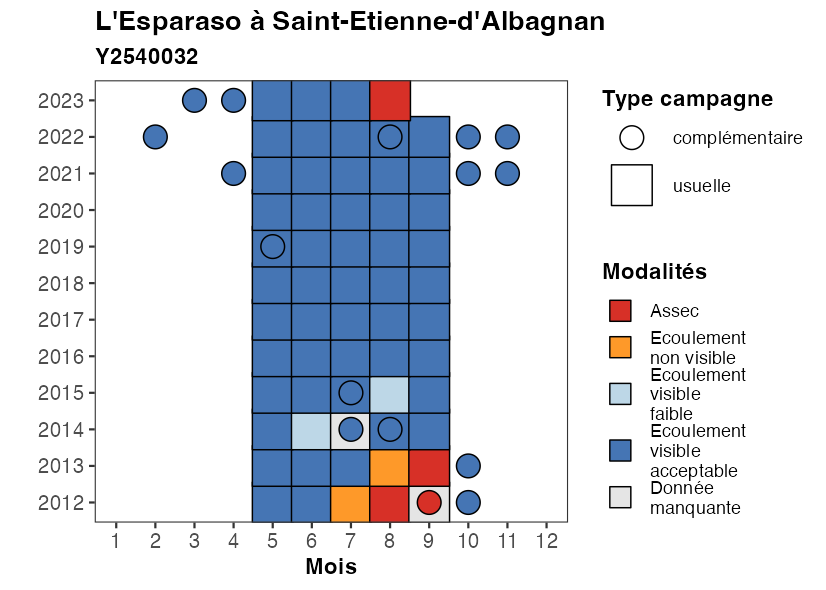 L'Esparaso à Saint-Etienne-d'Albagnan
Y2540032
2023
2022
2021
2020
2019
2018
2017
2016
2015
2014
2013
2012
1 2 3 4 5 6 7 8 9 10 11 12
Mois
Type campagne
complémentaire
usuelle
Modalités
Assec
Ecoulement
non visible
Ecoulement
visible
faible
Ecoulement
visible
acceptable
Donnée
manquante